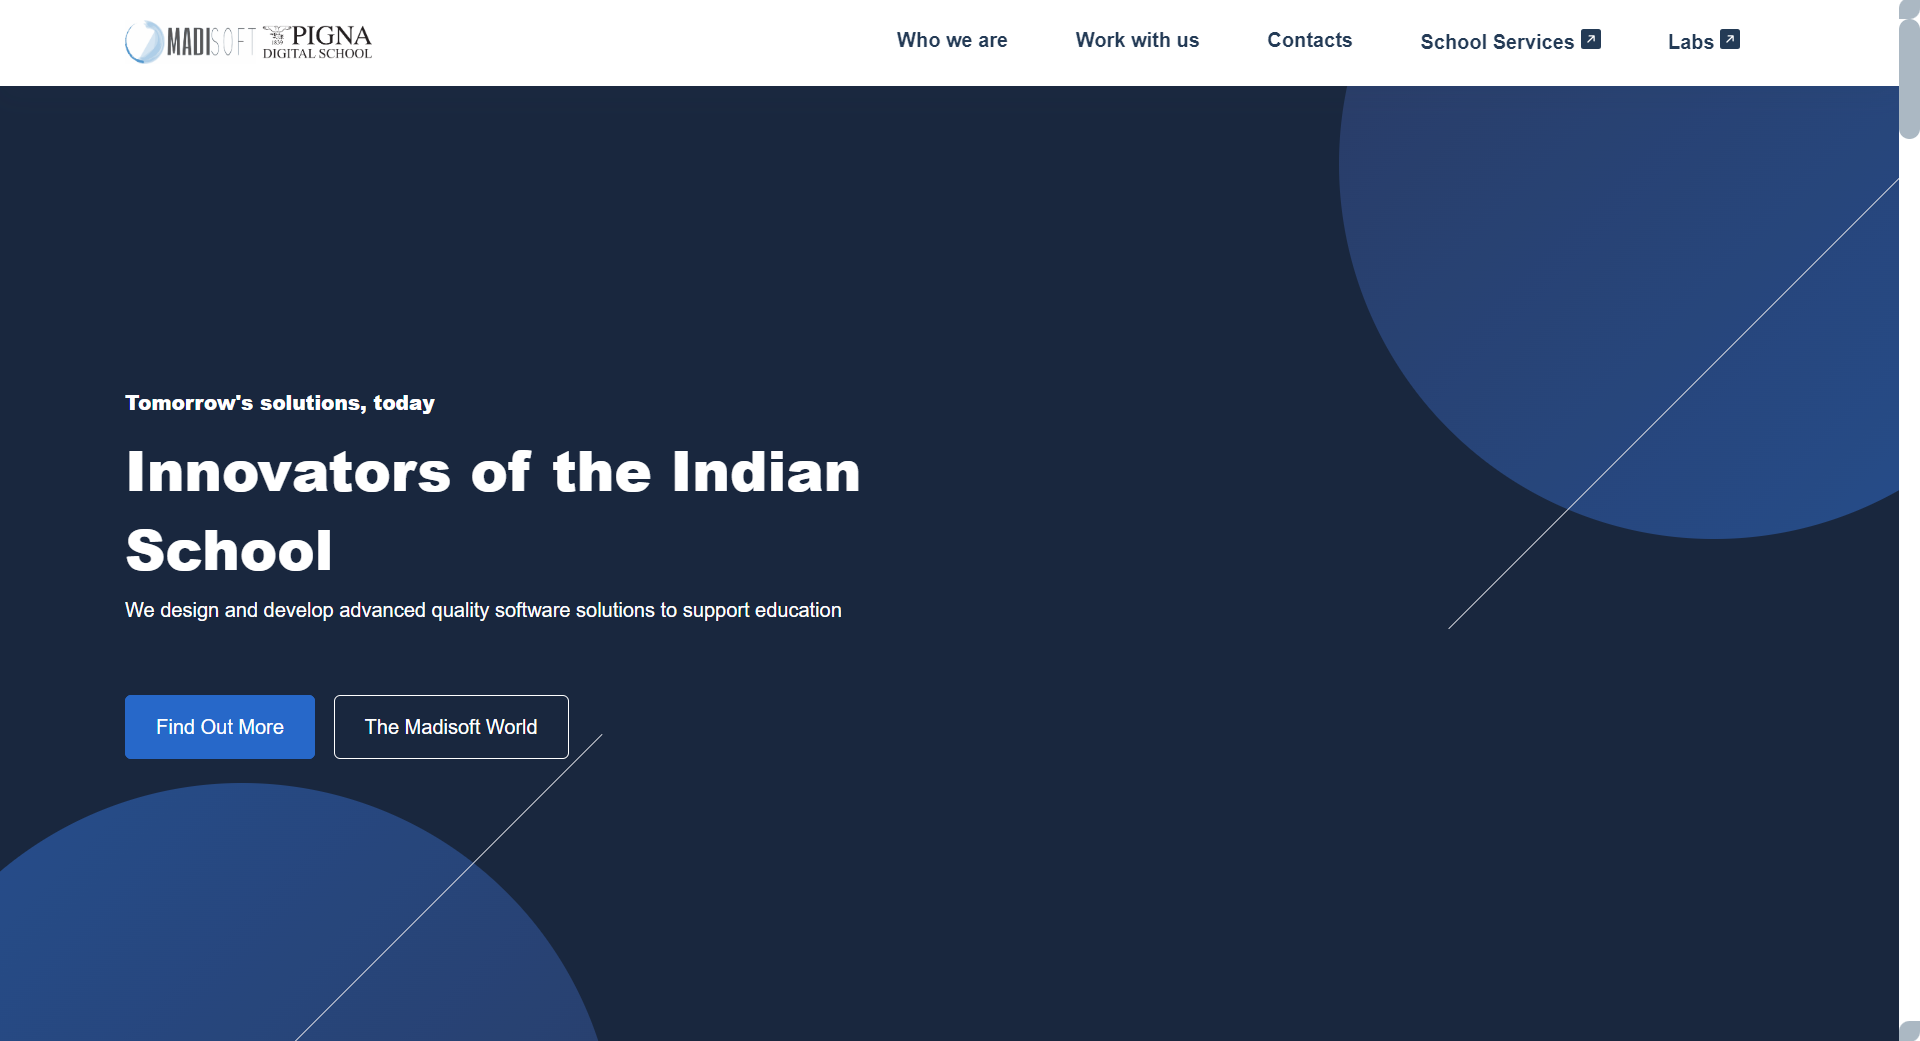 MADISOFT PIGNA
1839
DIGITAL SCHOOL
Who we are
Work with us
Contacts
School Services
Labs
Tomorrow's solutions, today
Innovators of the Indian
School
We design and develop advanced quality software solutions to support education
Find Out More
The Madisoft World